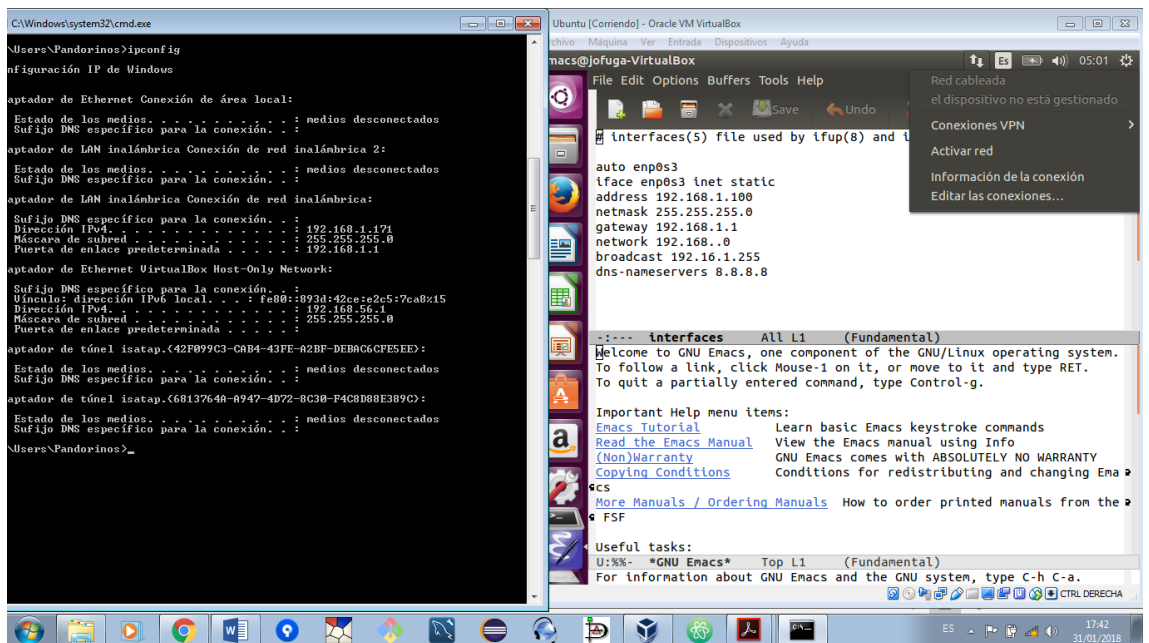 C:\Windows\system32\cmd.exe
\Users\Pandorinos>ipconfig
nfiguración IP de Windows
aptador de Ethernet Conexión de área local:
Estado de los medios. . . . . . . . . . . : medios desconectados
Sufijo DNS específico para la conexión. . :
aptador de LAN inalámbrica Conexión de red inalámbrica 2:
Estado de los medios. . . . . . . . . . . : medios desconectados
Sufijo DNS específico para la conexión. . :
aptador de LAN inalámbrica Conexión de red inalámbrica:
Sufijo DNS específico para la conexión. . :
Dirección IPv4. . . . . . . . . . . . . . : 192.168.1.171
Máscara de subred . . . . . . . . . . . . : 255.255.255.0
Puerta de enlace predeterminada . . . . . : 192.168.1.1
aptador de Ethernet VirtualBox Host-Only Network:
Sufijo DNS específico para la conexión. . :
Vínculo: dirección IPv6 local. . . : fe80::893d:42ce:e2c5:7ca8%15
Dirección IPv4. . . . . . . . . . . . . . : 192.168.56.1
Máscara de subred . . . . . . . . . . . . : 255.255.255.0
Puerta de enlace predeterminada . . . . . :
aptador de túnel isatap.{42F099C3-CAB4-43FE-A2BF-DEBAC6CFE5EE}:
Estado de los medios. . . . . . . . . . . : medios desconectados
Sufijo DNS específico para la conexión. . :
aptador de túnel isatap.{6813764A-A947-4D72-8C30-F4C8D88E389C}:
Estado de los medios. . . . . . . . . . . : medios desconectados
Sufijo DNS específico para la conexión. . :
\Users\Pandorinos>_
Ubuntu [Corriendo] - Oracle VM VirtualBox
rchivo Máquina Ver Entrada Dispositivos Ayuda
macs@jofuga-VirtualBox
Es 05:01
File Edit Options Buffers Tools Help
Save Undo
Red cableada
el dispositivo no está gestionado
Conexiones VPN
Activar red
Información de la conexión
Editar las conexiones...
# interfaces(5) file used by ifup(8) and i
auto enp0s3
iface enp0s3 inet static
address 192.168.1.100
netmask 255.255.255.0
gateway 192.168.1.1
network 192.168..0
broadcast 192.16.1.255
dns-nameservers 8.8.8.8
-:--- interfaces All L1 (Fundamental)
Welcome to GNU Emacs, one component of the GNU/Linux operating system.
To follow a link, click Mouse-1 on it, or move to it and type RET.
To quit a partially entered command, type Control-g.
Important Help menu items:
Emacs Tutorial Learn basic Emacs keystroke commands
Read the Emacs Manual View the Emacs manual using Info
(Non)Warranty GNU Emacs comes with ABSOLUTELY NO WARRANTY
Copying Conditions Conditions for redistributing and changing Ema
cs
More Manuals / Ordering Manuals How to order printed manuals from the
FSF
Useful tasks:
U:%%- *GNU Emacs* Top L1 (Fundamental)
For information about GNU Emacs and the GNU system, type C-h C-a.
CTRL DERECHA
ES
17:42
31/01/2018